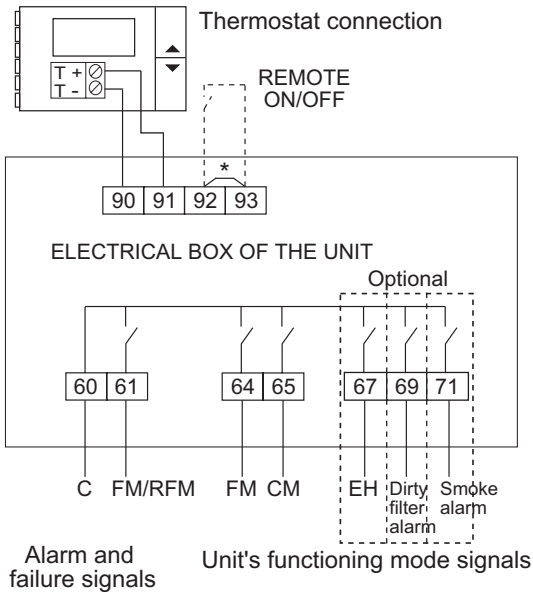 Thermostat connection
T +
T -
REMOTE
ON/OFF
*
90 91 92 93
ELECTRICAL BOX OF THE UNIT
Optional
60 61 64 65 67 69 71
C FM/RFM FM CM EH Dirty Smoke
filter alarm
alarm
Alarm and Unit's functioning mode signals
failure signals